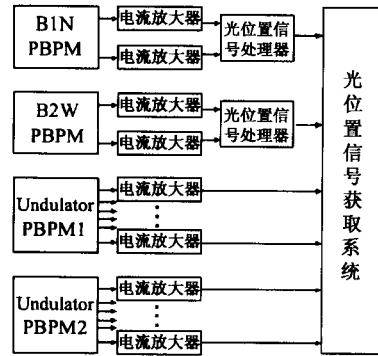 B1N
PBPM
电流放大器
电流放大器
光位置信
号处理器
B2W
PBPM
电流放大器
电流放大器
光位置信
号处理器
Undulator
PBPM1
电流放大器
电流放大器
Undulator
PBPM2
电流放大器
电流放大器
光位置信号获取系统